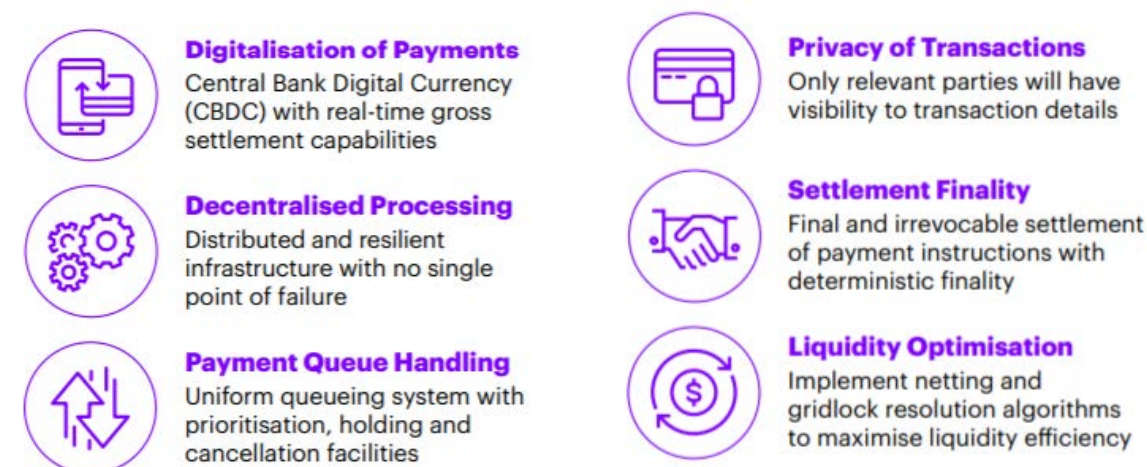 Digitalisation of Payments
Central Bank Digital Currency
(CBDC) with real-time gross
settlement capabilities
Decentralised Processing
Distributed and resilient
infrastructure with no single
point of failure
Payment Queue Handling
Uniform queueing system with
prioritisation, holding and
cancellation facilities
Privacy of Transactions
Only relevant parties will have
visibility to transaction details
Settlement Finality
Final and irrevocable settlement
of payment instructions with
deterministic finality
Liquidity Optimisation
Implement netting and
gridlock resolution algorithms
to maximise liquidity efficiency
$